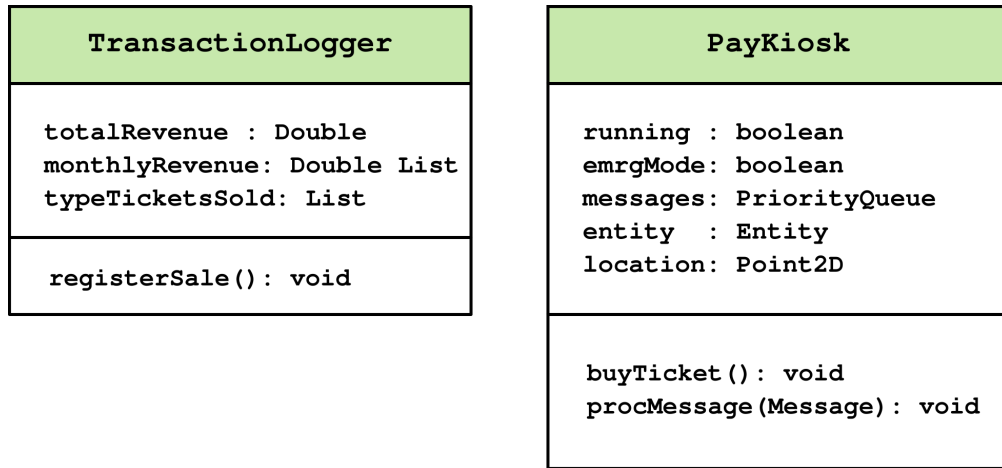 TransactionLogger
totalRevenue : Double
monthlyRevenue: Double List
typeTicketsSold: List
registerSale(): void
PayKiosk
running : boolean
emrgMode: boolean
messages: PriorityQueue
entity  : Entity
location: Point2D
buyTicket(): void
procMessage(Message): void